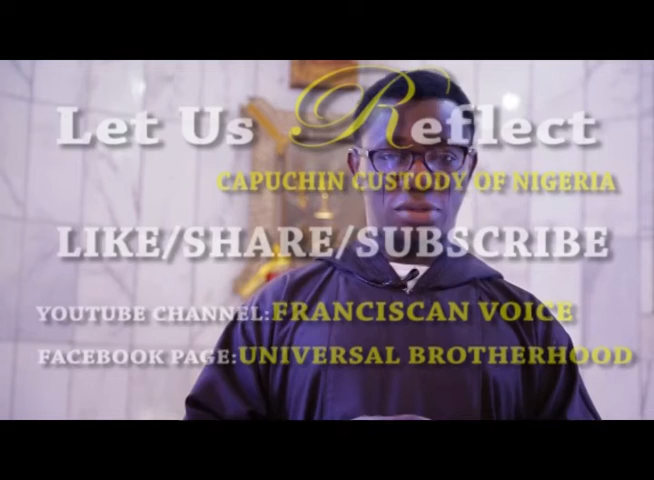 Let Us Reflect
CAPUCHIN CUSTODY OF NIGERIA
LIKE/SHARE/SUBSCRIBE
YOUTUBE CHANNEL:FRANCISCAN VOICE
FACEBOOK PAGE:UNIVERSAL BROTHERHOOD